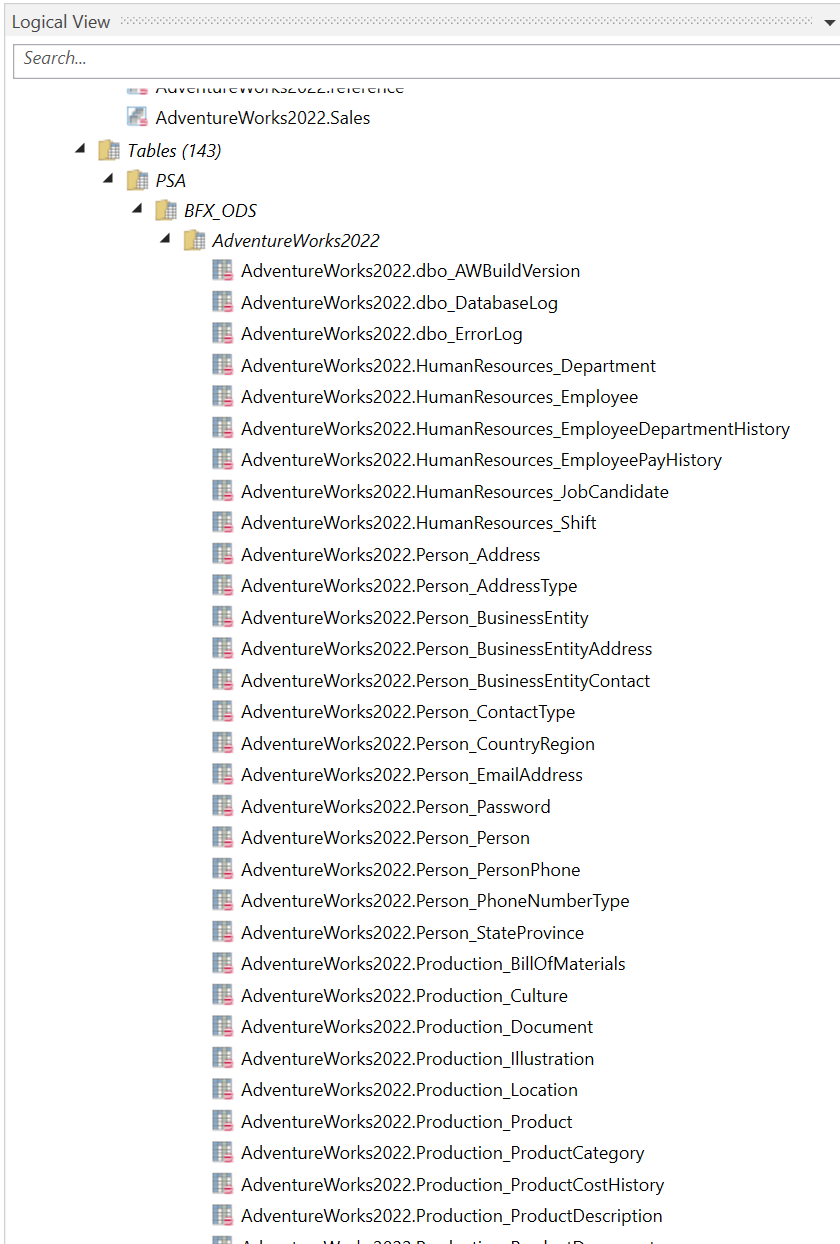 Logical View
Search...
AdventureWorks2022.reference
AdventureWorks2022.Sales
Tables (143)
PSA
BFX_ODS
AdventureWorks2022
AdventureWorks2022.dbo_AWBuildVersion
AdventureWorks2022.dbo_DatabaseLog
AdventureWorks2022.dbo_ErrorLog
AdventureWorks2022.HumanResources_Department
AdventureWorks2022.HumanResources_Employee
AdventureWorks2022.HumanResources_EmployeeDepartmentHistory
AdventureWorks2022.HumanResources_EmployeePayHistory
AdventureWorks2022.HumanResources_JobCandidate
AdventureWorks2022.HumanResources_Shift
AdventureWorks2022.Person_Address
AdventureWorks2022.Person_AddressType
AdventureWorks2022.Person_BusinessEntity
AdventureWorks2022.Person_BusinessEntityAddress
AdventureWorks2022.Person_BusinessEntityContact
AdventureWorks2022.Person_ContactType
AdventureWorks2022.Person_CountryRegion
AdventureWorks2022.Person_EmailAddress
AdventureWorks2022.Person_Password
AdventureWorks2022.Person_Person
AdventureWorks2022.Person_PersonPhone
AdventureWorks2022.Person_PhoneNumberType
AdventureWorks2022.Person_StateProvince
AdventureWorks2022.Production_BillOfMaterials
AdventureWorks2022.Production_Culture
AdventureWorks2022.Production_Document
AdventureWorks2022.Production_Illustration
AdventureWorks2022.Production_Location
AdventureWorks2022.Production_Product
AdventureWorks2022.Production_ProductCategory
AdventureWorks2022.Production_ProductCostHistory
AdventureWorks2022.Production_ProductDescription